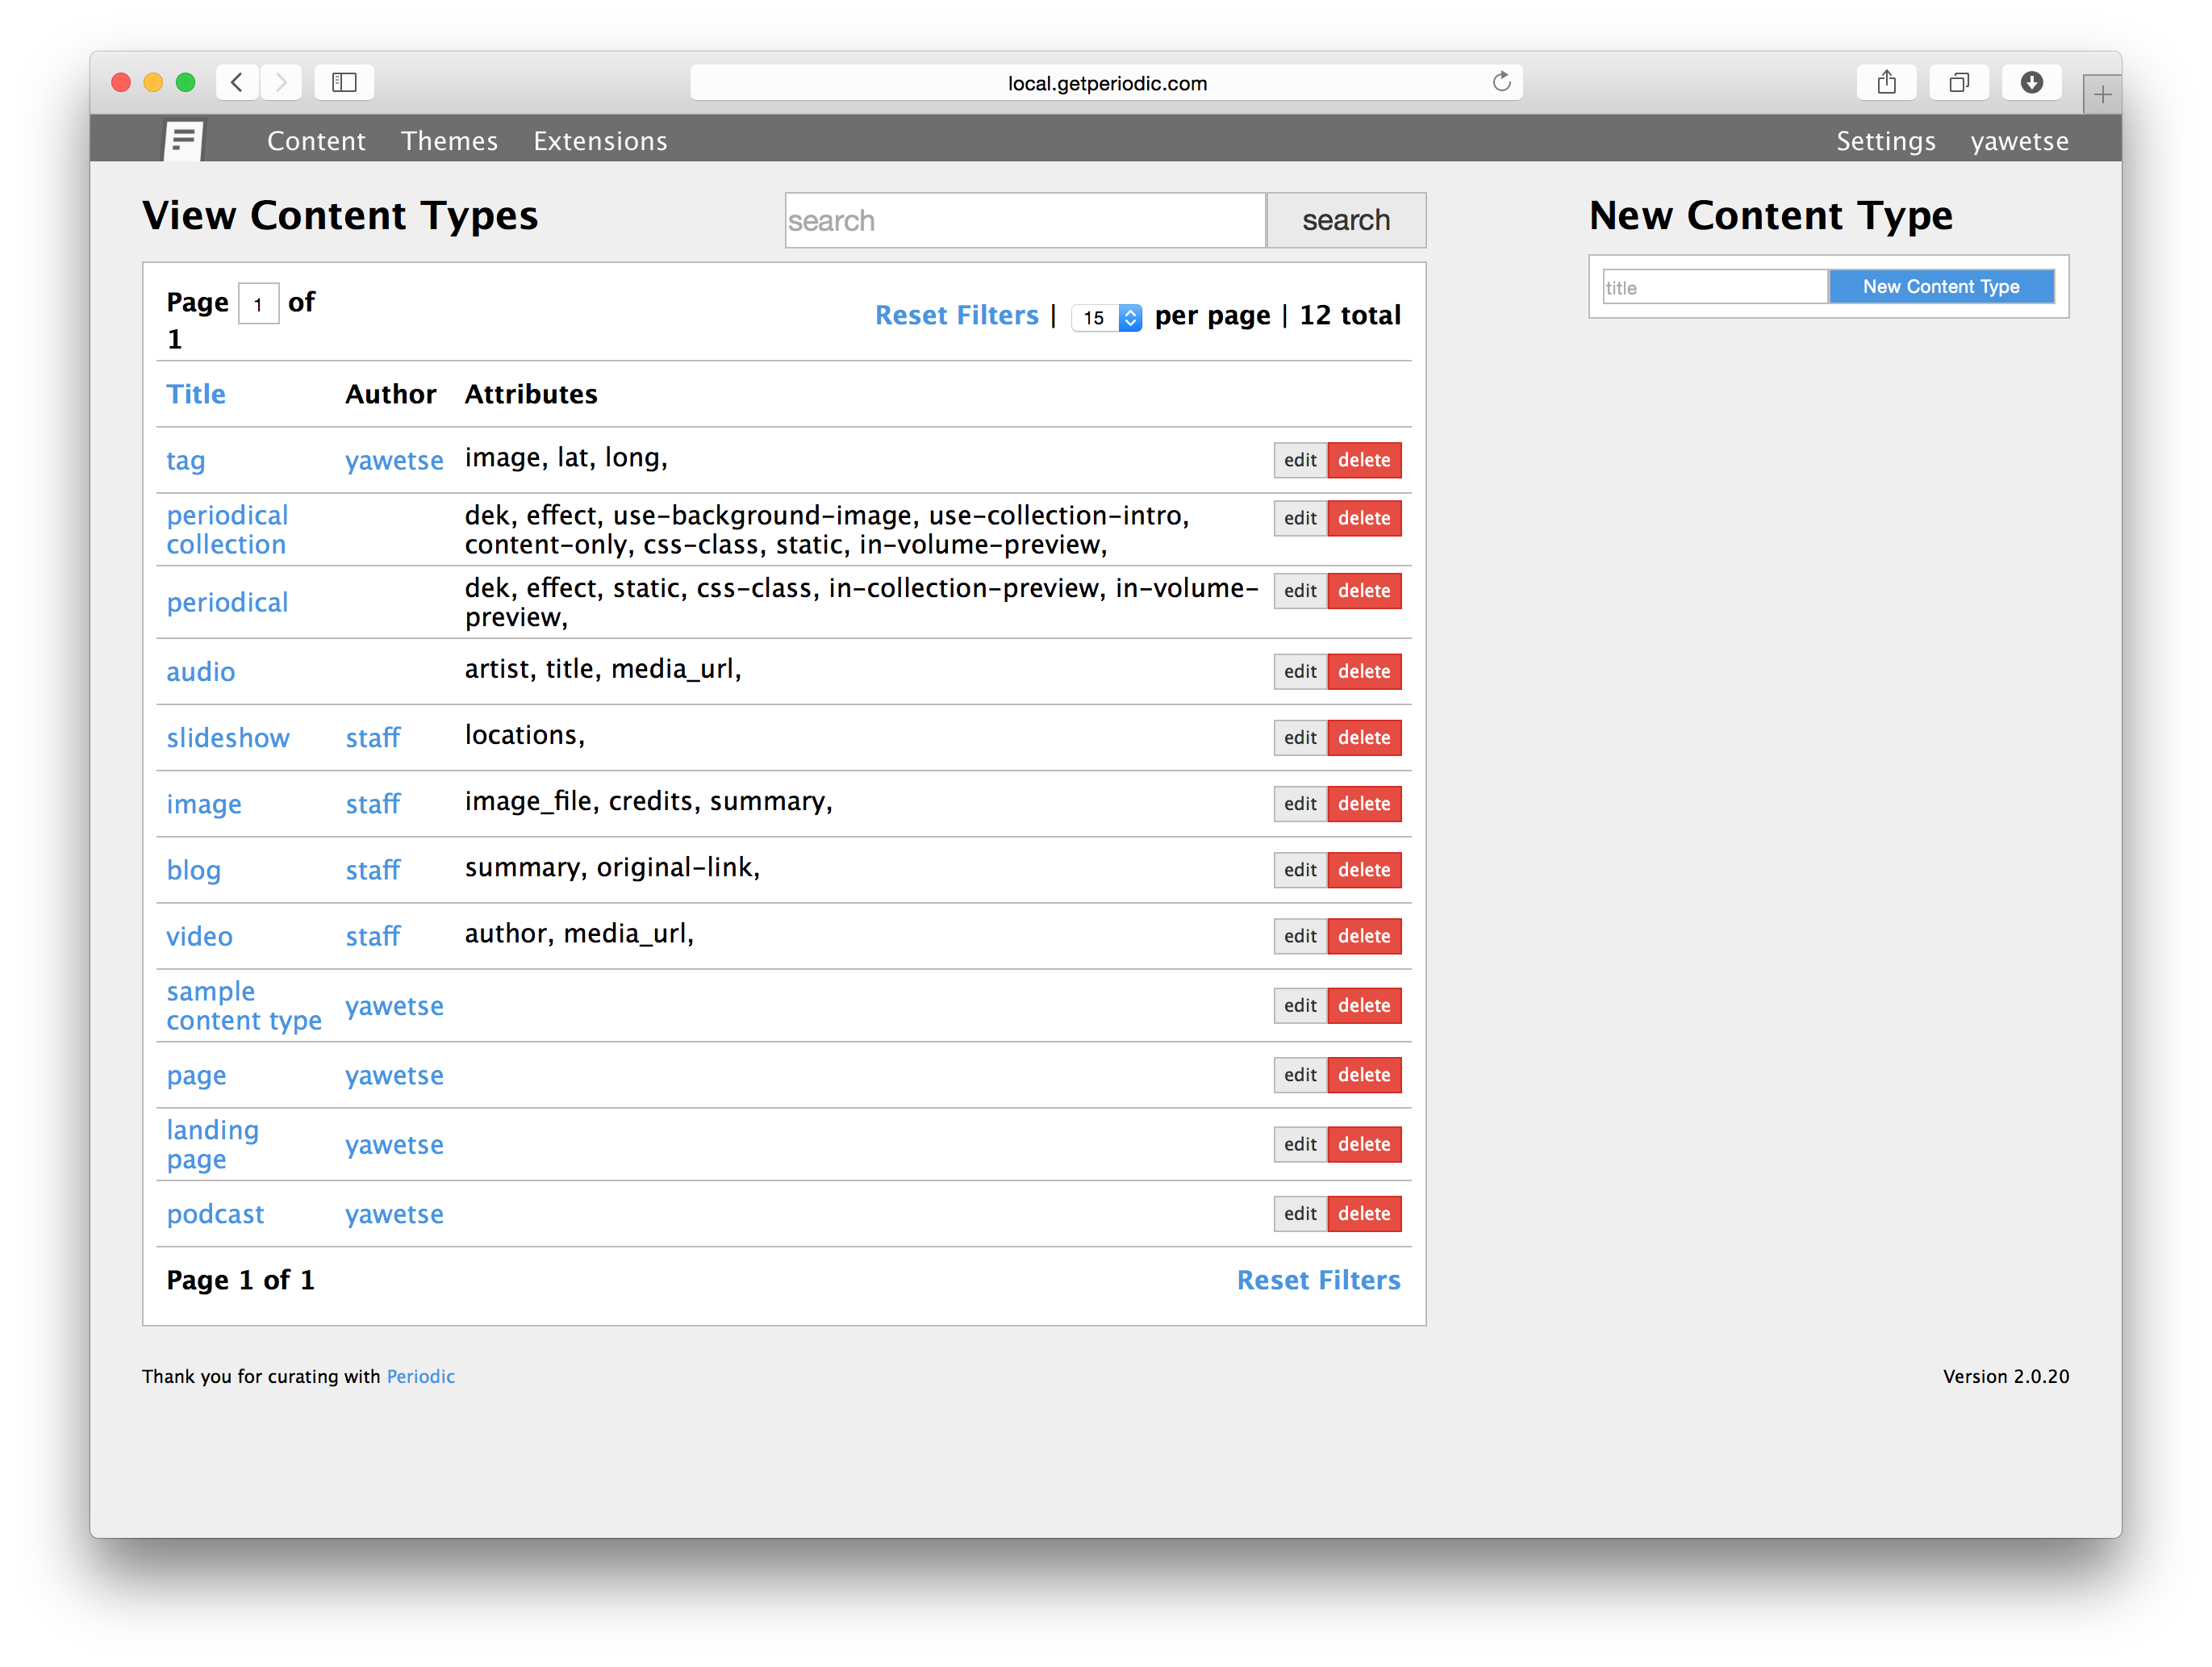 local.getperiodic.com
Content Themes Extensions Settings yawetse
View Content Types
search search
New Content Type
title New Content Type
Page 1 of
1
Reset Filters | 15 per page | 12 total
Title Author Attributes
tag yawetse image, lat, long, edit delete
periodical
collection
dek, effect, use-background-image, use-collection-intro,
content-only, css-class, static, in-volume-preview,
edit delete
periodical
dek, effect, static, css-class, in-collection-preview, in-volume-
preview,
edit delete
audio artist, title, media_url, edit delete
slideshow staff locations, edit delete
image staff image_file, credits, summary, edit delete
blog staff summary, original-link, edit delete
video staff author, media_url, edit delete
sample
content type
yawetse edit delete
page yawetse edit delete
landing
page
yawetse edit delete
podcast yawetse edit delete
Page 1 of 1 Reset Filters
Thank you for curating with Periodic Version 2.0.20